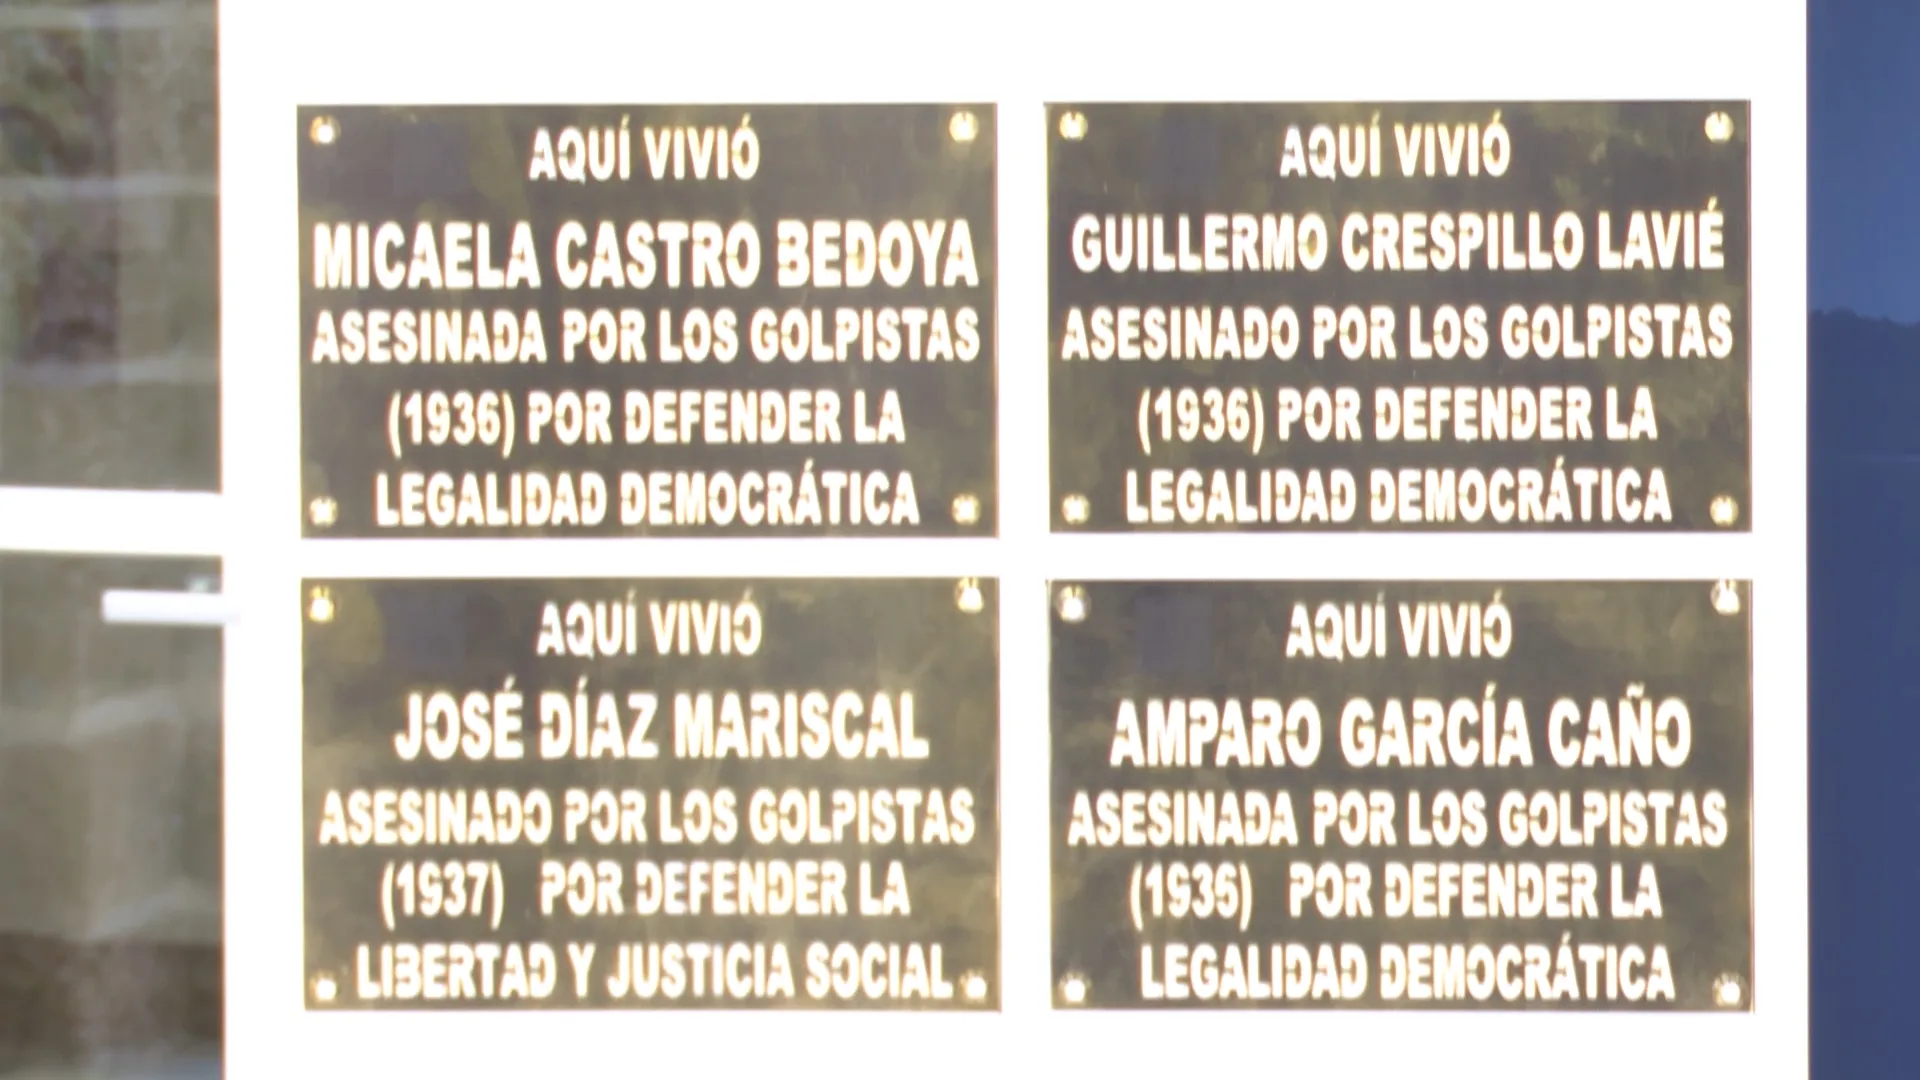 AQUÍ VIVIÓ
MICAELA CASTRO BEDOYA
ASESINADA POR LOS GOLPISTAS
(1936) POR DEFENDER LA
LEGALIDAD DEMOCRÁTICA
AQUÍ VIVIÓ
GUILLERMO CRESPILLO LAVIÉ
ASESINADO POR LOS GOLPISTAS
(1936) POR DEFENDER LA
LEGALIDAD DEMOCRÁTICA
AQUÍ VIVIÓ
JOSÉ DÍAZ MARISCAL
ASESINADO POR LOS GOLPISTAS
(1937) POR DEFENDER LA
LIBERTAD Y JUSTICIA SOCIAL
AQUÍ VIVIÓ
AMPARO GARCÍA CAÑO
ASESINADA POR LOS GOLPISTAS
(1936) POR DEFENDER LA
LEGALIDAD DEMOCRÁTICA